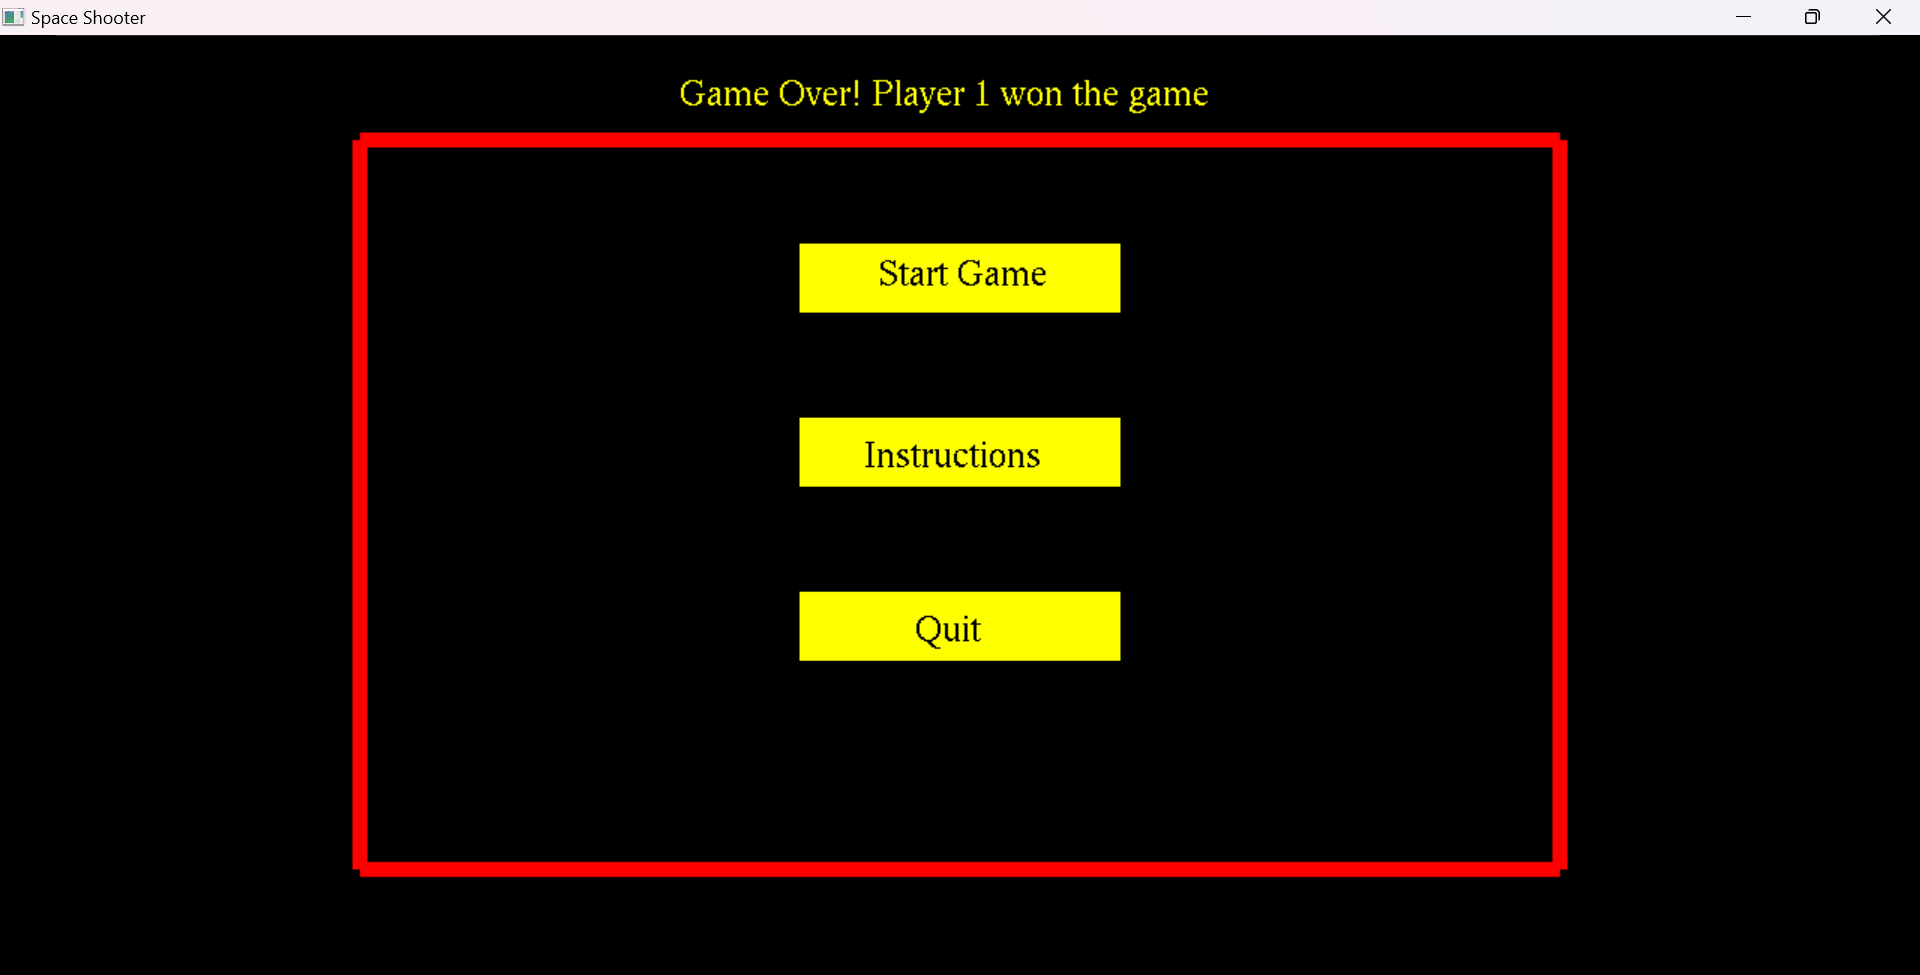 Space Shooter
Game Over! Player 1 won the game
Start Game
Instructions
Quit